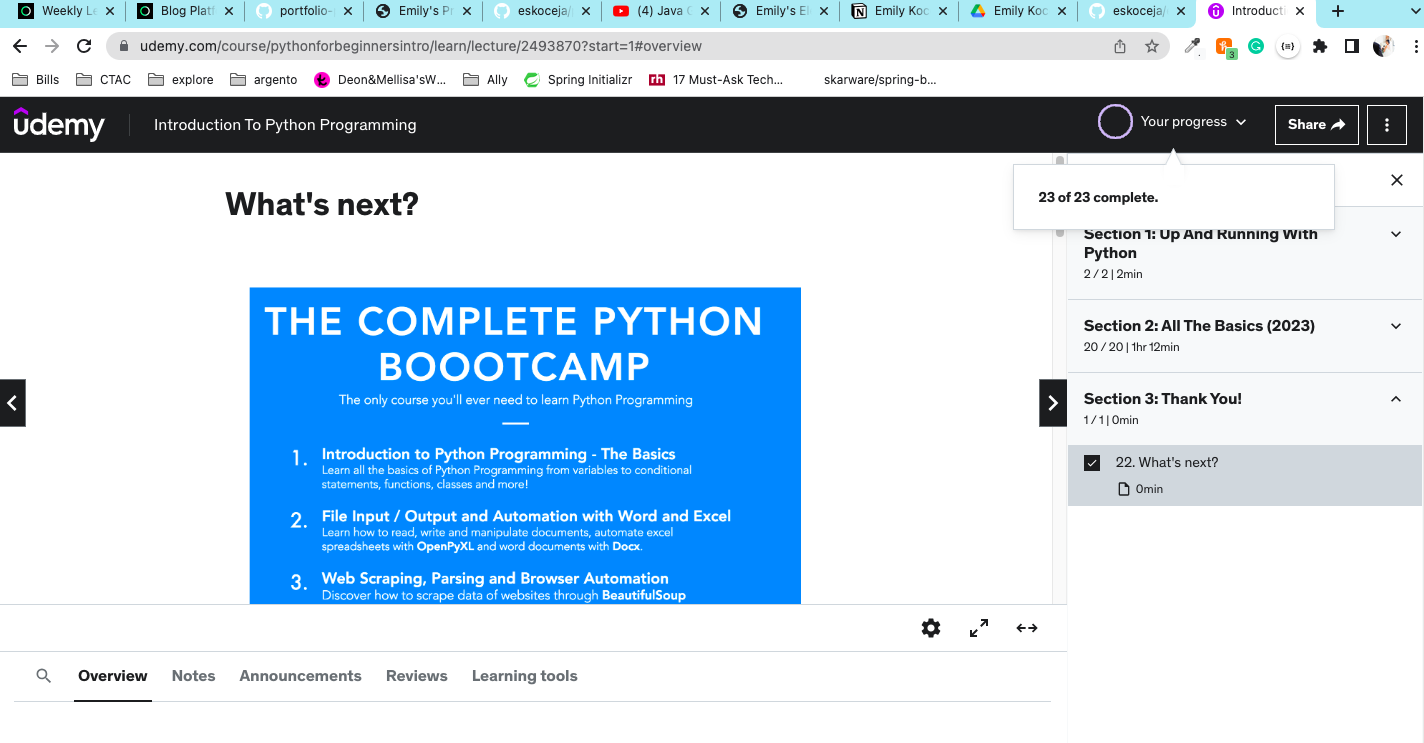 Weekly Le
Blog Platf
portfolio-
Emily's Pr
eskoceja/
(4) Java C
Emily's El
Emily Koc
Emily Koc
eskoceja/
Introducti
udemy.com/course/pythonforbeginnersintro/learn/lecture/2493870?start=1#overview
3
Bills
CTAC
explore
argento
Deon&Mellisa'sW...
Ally
Spring Initializr
rh
17 Must-Ask Tech...
skarware/spring-b...
udemy
Introduction To Python Programming
Your progress
Share
23 of 23 complete.
What's next?
THE COMPLETE PYTHON
BOOOTCAMP
The only course you'll ever need to learn Python Programming
1. Introduction to Python Programming - The Basics
Learn all the basics of Python Programming from variables to conditional
statements, functions, classes and more!
2. File Input / Output and Automation with Word and Excel
Learn how to read, write and manipulate documents, automate excel
spreadsheets with OpenPyXL and word documents with Docx.
3. Web Scraping, Parsing and Browser Automation
Discover how to scrape data of websites through BeautifulSoup
Section 1: Up And Running With
Python
2 / 2 | 2min
Section 2: All The Basics (2023)
20 / 20 | 1hr 12min
Section 3: Thank You!
1 / 1 | 0min
22. What's next?
0min
Overview
Notes
Announcements
Reviews
Learning tools